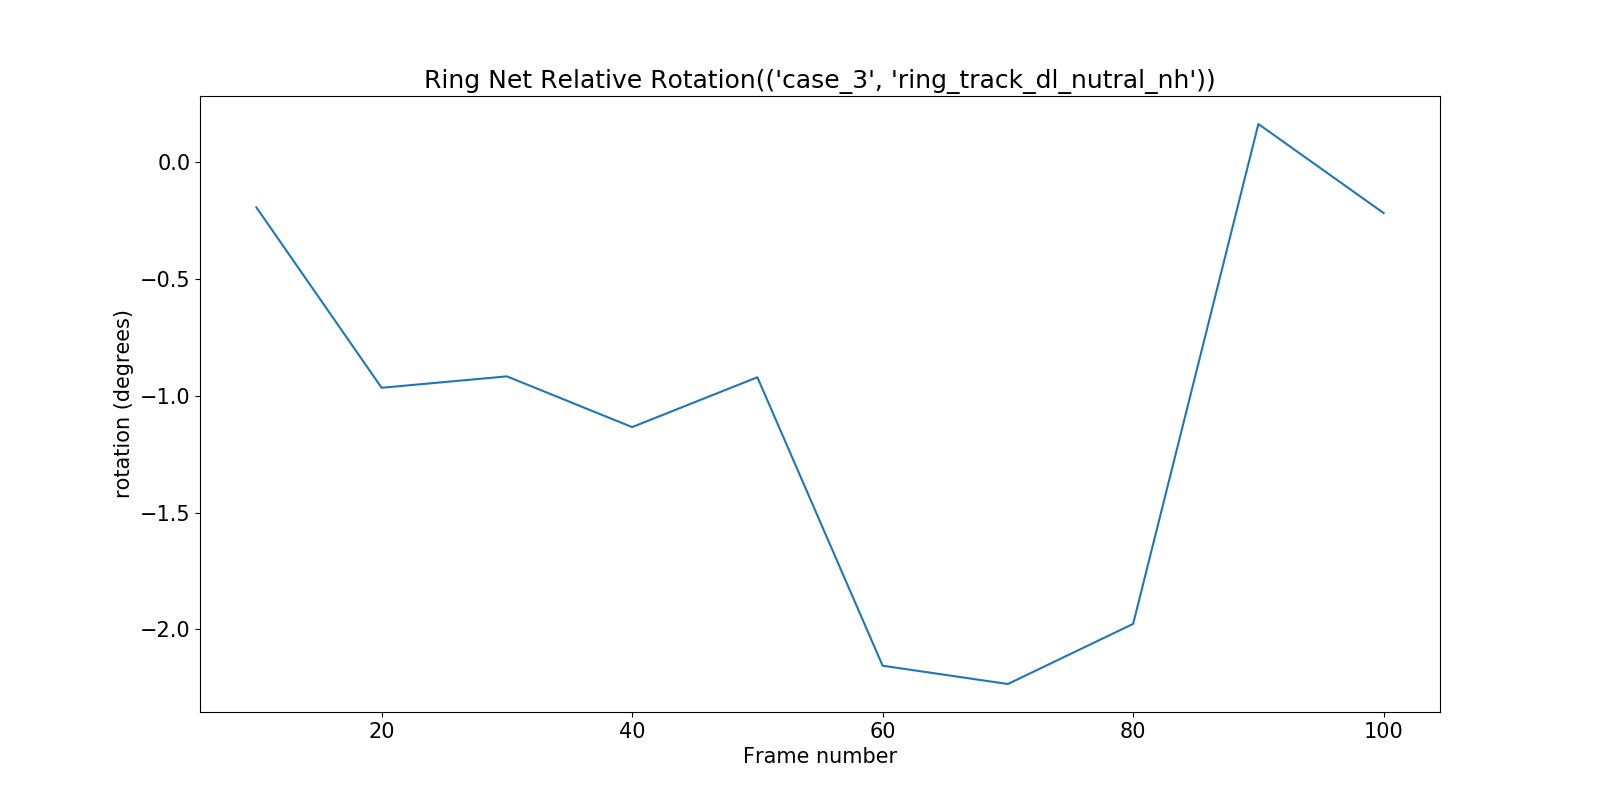 Ring Net Relative Rotation(('case_3', 'ring_track_dl_nutral_nh'))
0.0
−0.5
−1.0
−1.5
−2.0
rotation (degrees)
20 40 60 80 100
Frame number